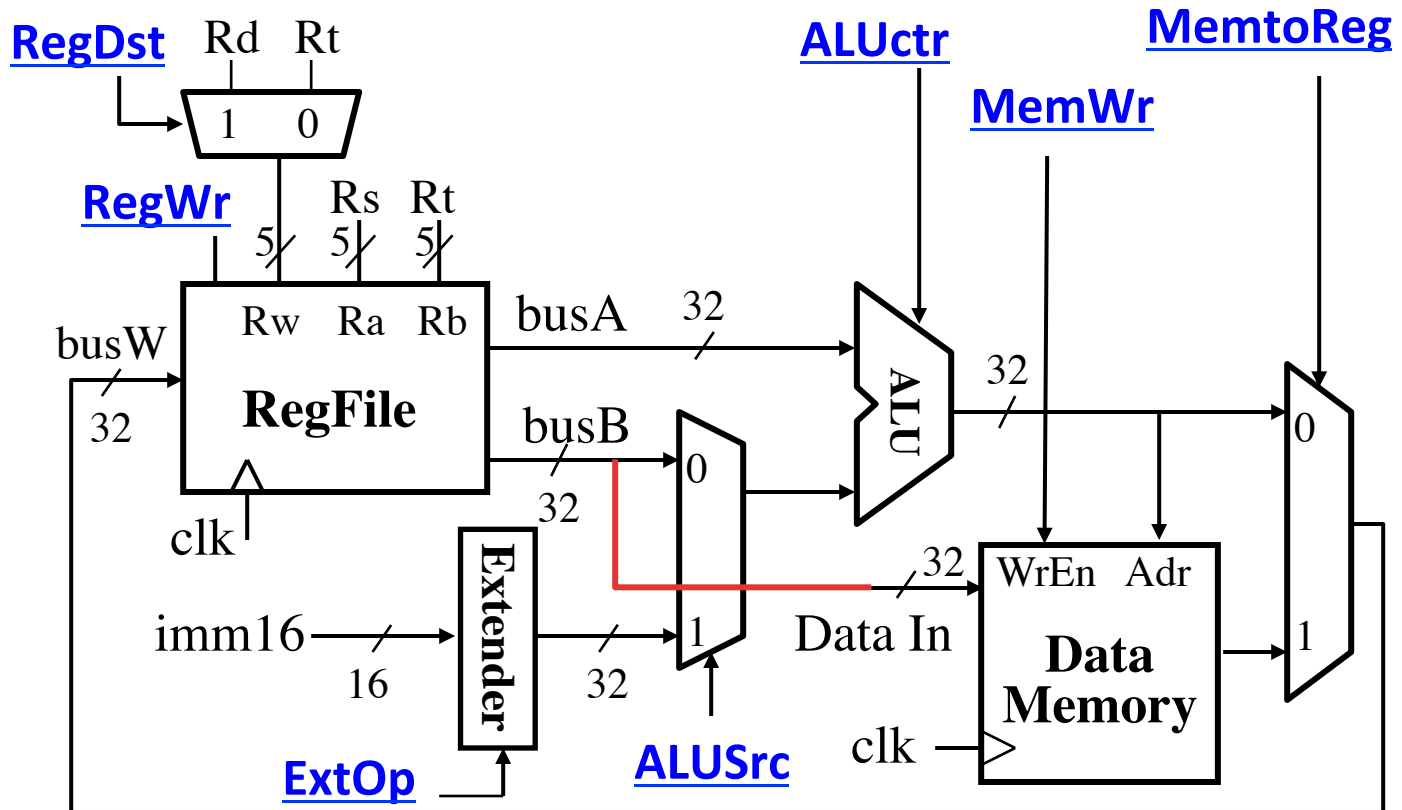 RegDst
Rd Rt
1 0
ALUctr
MemtoReg
MemWr
RegWr
Rs Rt
5 5 5
busW
32
Rw Ra Rb
RegFile
clk
busA
32
busB
32
0
1
ALU
32
imm16
16
Extender
32
ExtOp
ALUSrc
32
Data In
WrEn Adr
Data
Memory
clk
0
1